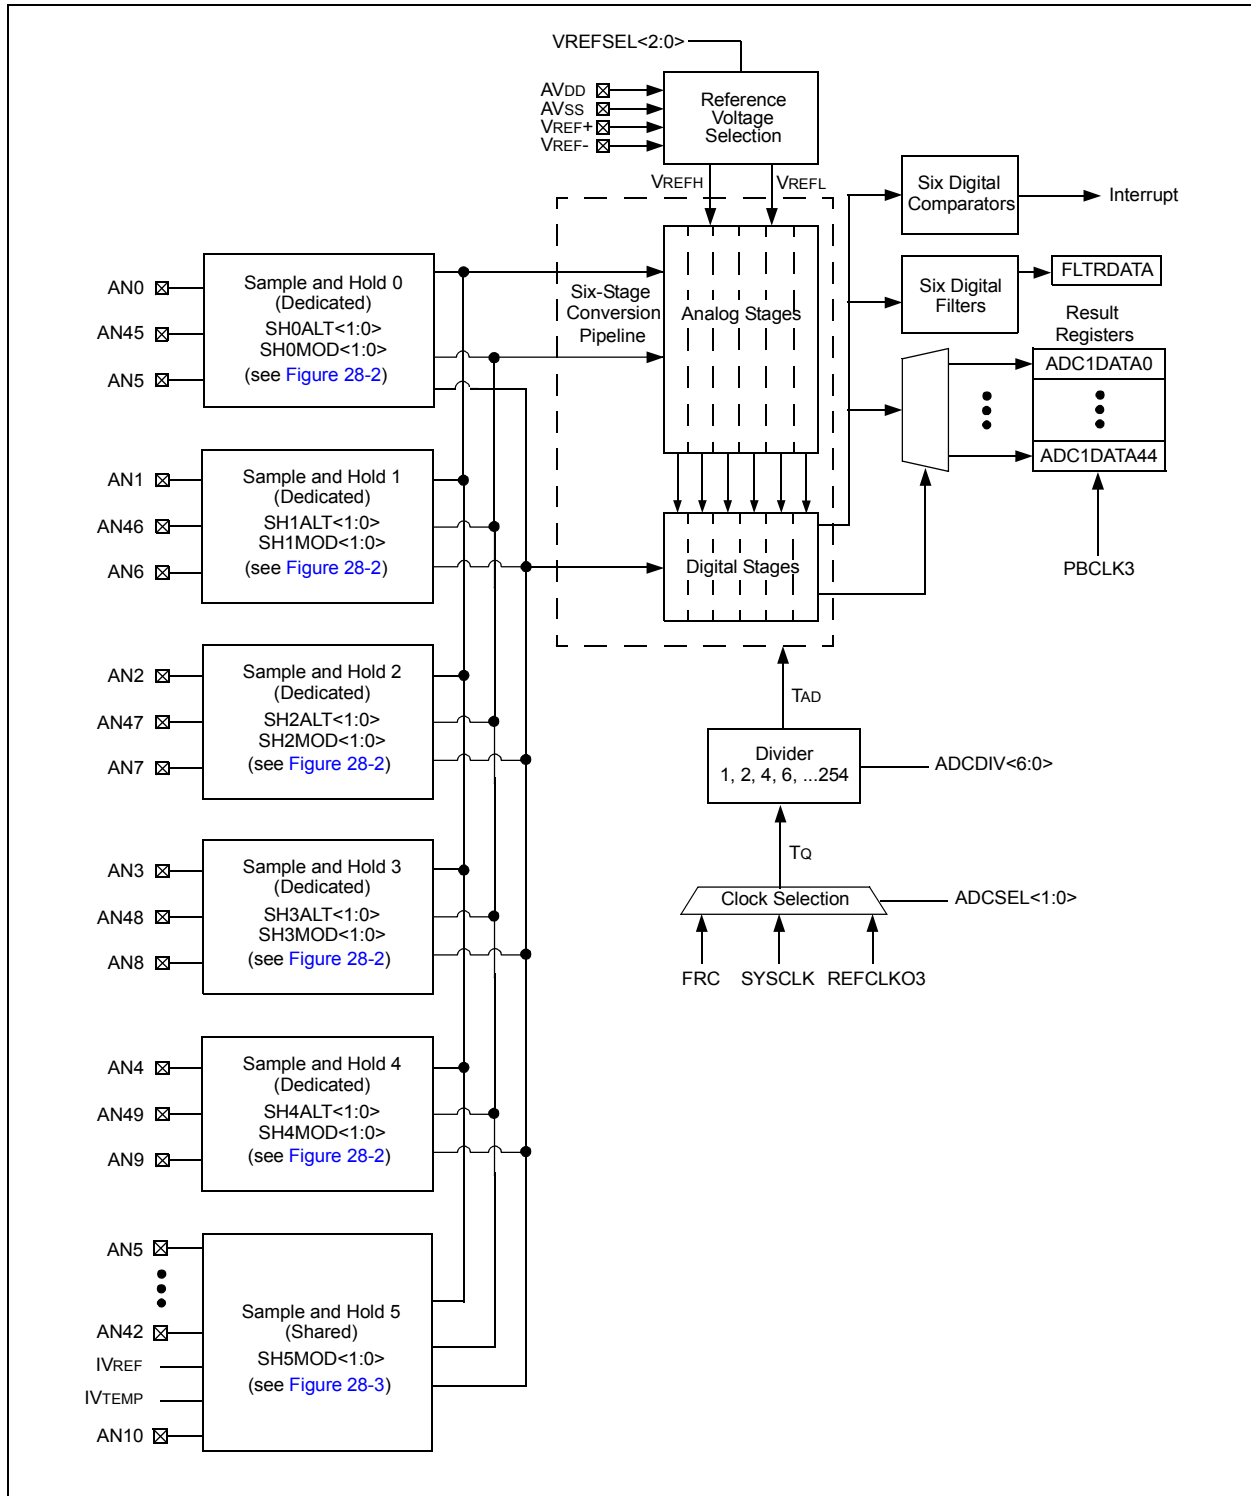 VREFSEL<2:0>
AVDD
AVSS
VREF+
VREF-
Reference
Voltage
Selection
VREFH
VREFL
Six Digital
Comparators
Interrupt
Six Digital
Filters
FLTRDATA
Result
Registers
ADC1DATA0
ADC1DATA44
PBCLK3
Six-Stage
Conversion
Pipeline
Analog Stages
Digital Stages
TAD
Divider
1, 2, 4, 6, ...254
ADCDIV<6:0>
TQ
Clock Selection
ADCSEL<1:0>
FRC
SYSCLK
REFCLKO3
AN0
AN45
AN5
Sample and Hold 0
(Dedicated)
SH0ALT<1:0>
SH0MOD<1:0>
(see Figure 28-2)
AN1
AN46
AN6
Sample and Hold 1
(Dedicated)
SH1ALT<1:0>
SH1MOD<1:0>
(see Figure 28-2)
AN2
AN47
AN7
Sample and Hold 2
(Dedicated)
SH2ALT<1:0>
SH2MOD<1:0>
(see Figure 28-2)
AN3
AN48
AN8
Sample and Hold 3
(Dedicated)
SH3ALT<1:0>
SH3MOD<1:0>
(see Figure 28-2)
AN4
AN49
AN9
Sample and Hold 4
(Dedicated)
SH4ALT<1:0>
SH4MOD<1:0>
(see Figure 28-2)
AN5
AN42
IVREF
IVTEMP
AN10
Sample and Hold 5
(Shared)
SH5MOD<1:0>
(see Figure 28-3)